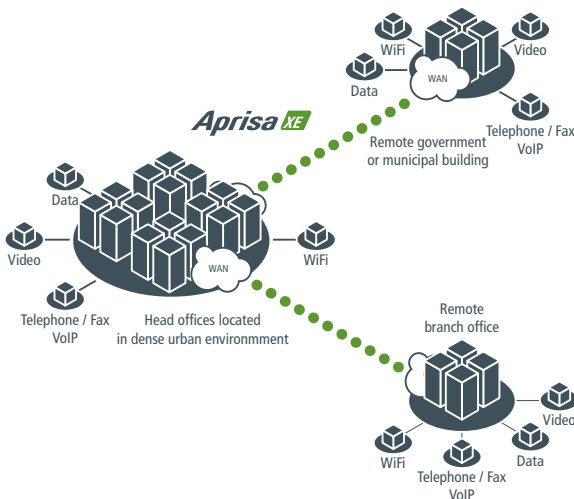 WiFi
Video
WAN
Data
Aprisa XE
Telephone / Fax
VoIP
Remote government
or municipal building
Data
Video
WiFi
WAN
Telephone / Fax
VoIP
Head offices located
in dense urban environmment
Remote
branch office
Video
WiFi
Data
Telephone / Fax
VoIP